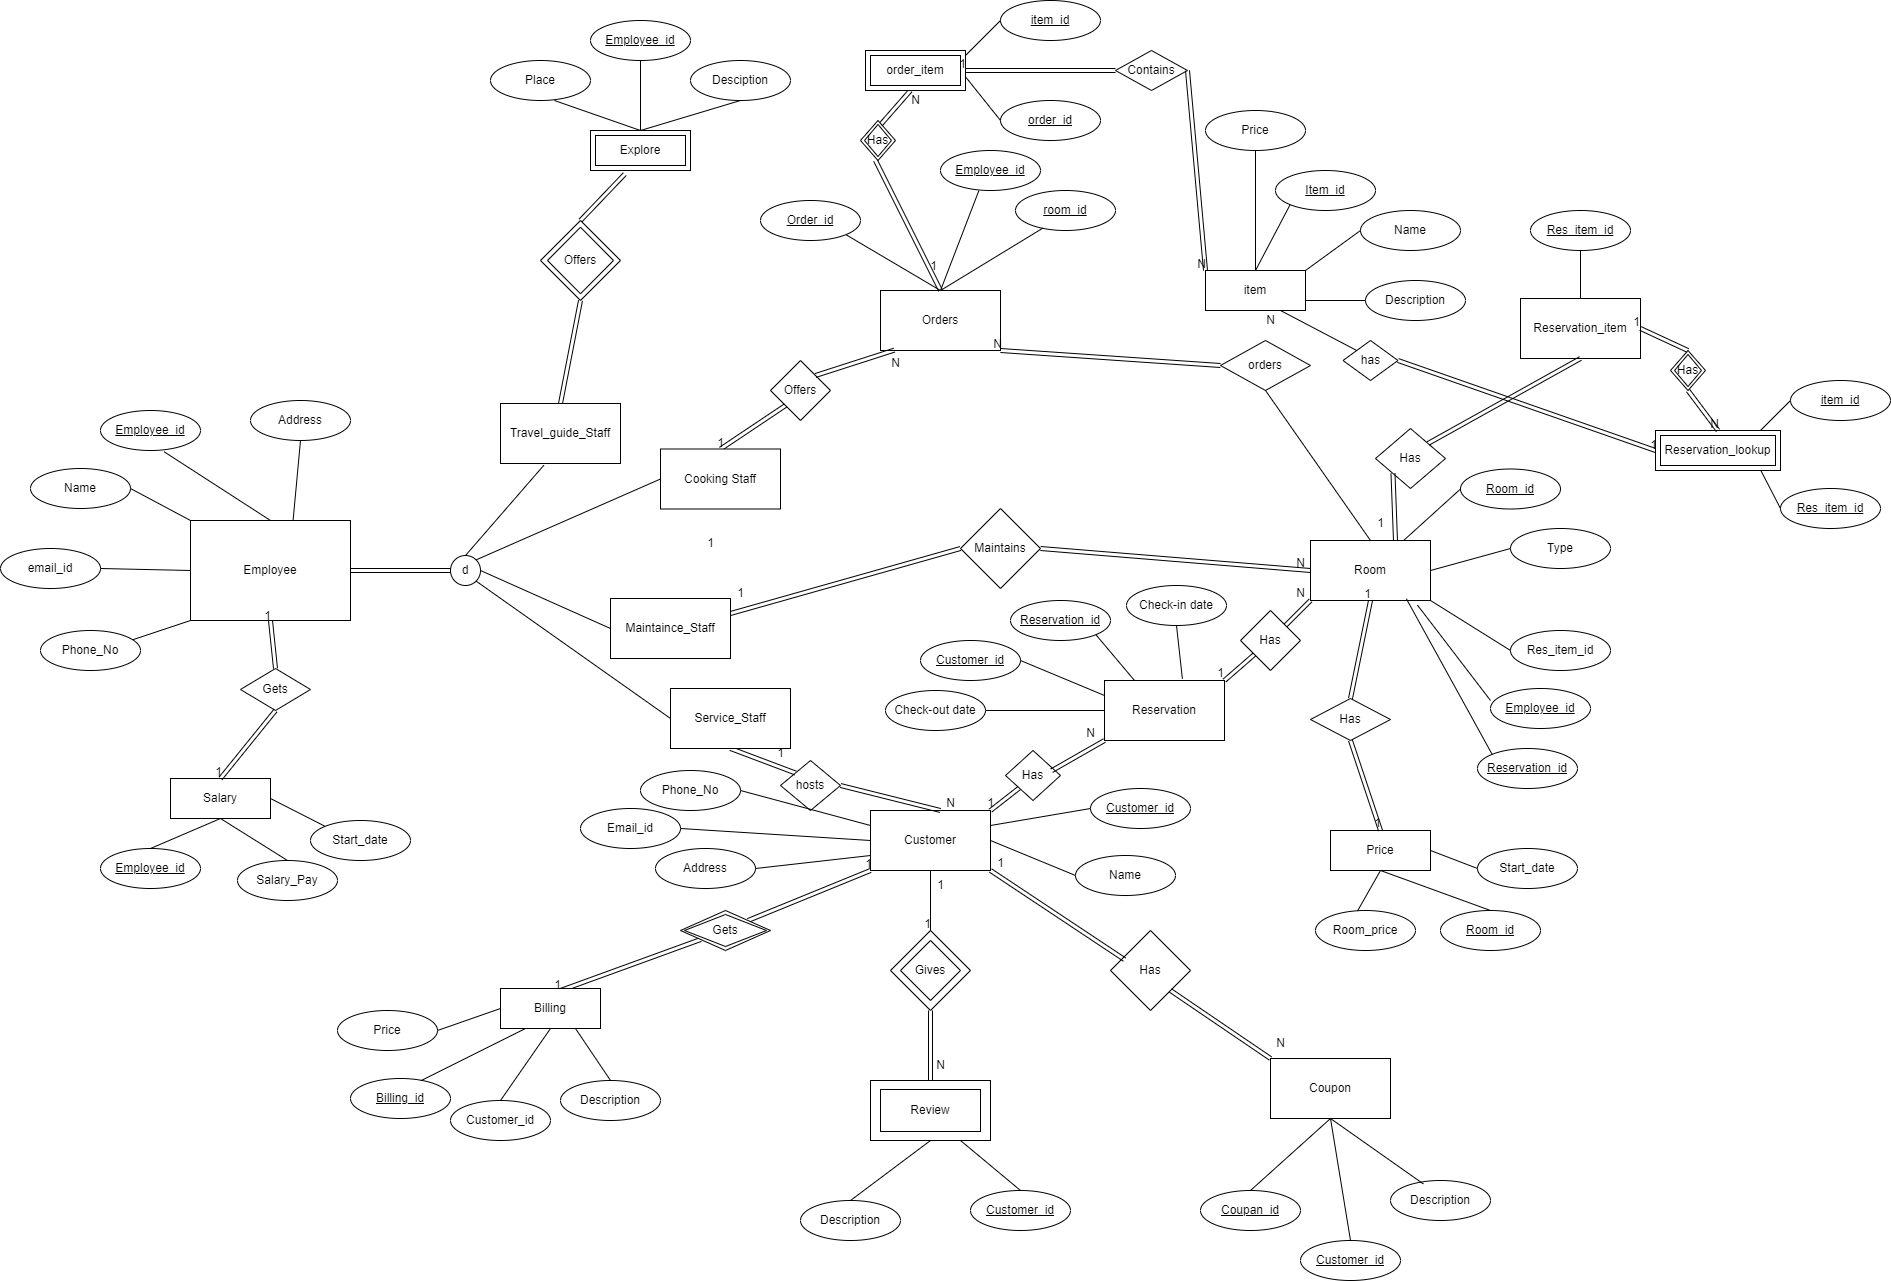 item_id
Employee_id
order_item
1
Contains
Place
Desciption
N
order_id
Price
Has
Explore
Employee_id
Item_id
room_id
Order_id
Name
Res_item_id
Offers
1
N
item
Description
Orders
N
Reservation_item
1
N
N
orders
has
Has
Offers
item_id
Employee_id
Address
Travel_guide_Staff
1
N
1
Reservation_lookup
Has
Cooking Staff
Name
Room_id
Res_item_id
1
1
Maintains
Type
email_id
Employee
d
N
Room
1
N
1
Check-in date
Reservation_id
1
Maintaince_Staff
Has
Phone_No
Customer_id
Res_item_id
1
Gets
Check-out date
Reservation
Employee_id
Service_Staff
Has
N
1
1
Salary
Phone_No
hosts
Has
Reservation_id
N
1
Customer_id
Email_id
1
Start_date
Customer
Price
Employee_id
Address
1
1
Start_date
Salary_Pay
Name
1
1
Gets
Room_price
Room_id
Gives
Has
1
Billing
Price
N
N
Coupon
Billing_id
Description
Customer_id
Review
Description
Customer_id
Coupan_id
Description
Customer_id